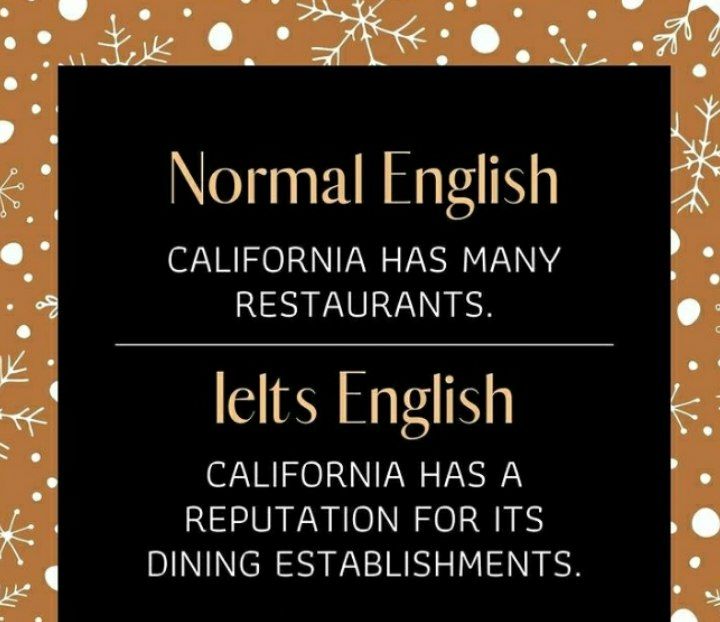 Normal English
CALIFORNIA HAS MANY
RESTAURANTS.
Ielts English
CALIFORNIA HAS A
REPUTATION FOR ITS
DINING ESTABLISHMENTS.